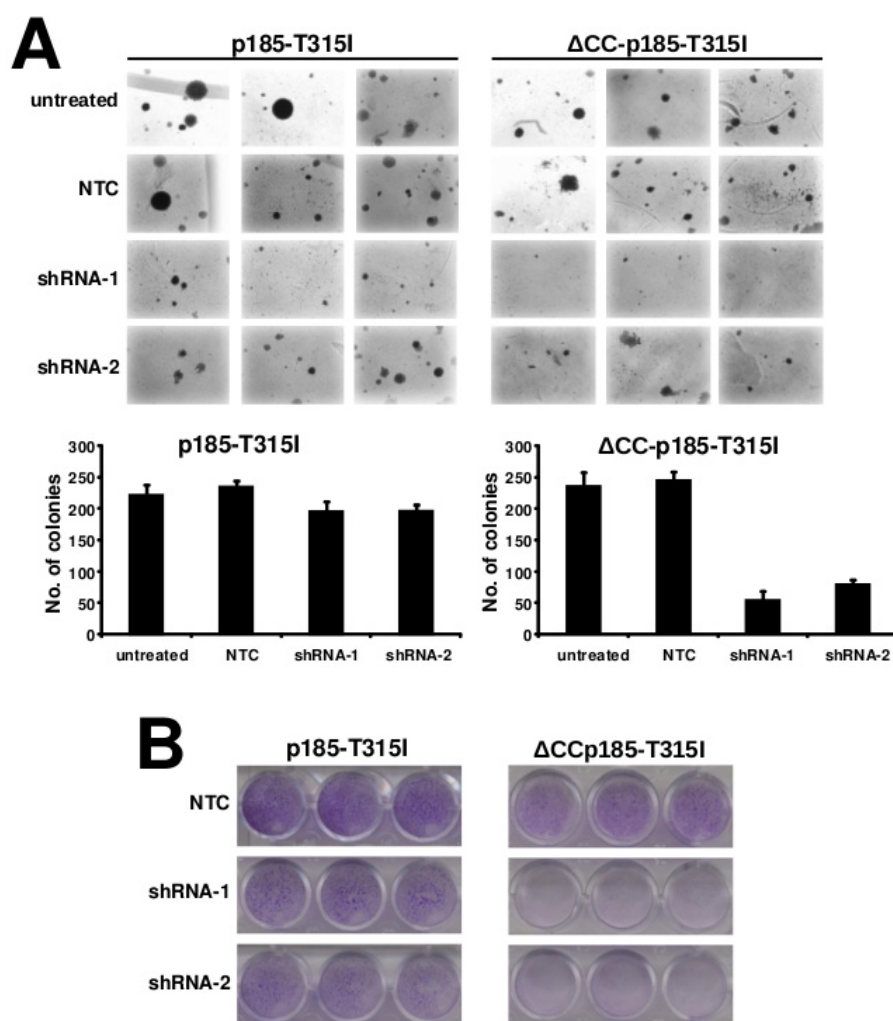 A
p185-T315I ΔCC-p185-T315I
untreated
NTC
shRNA-1
shRNA-2
p185-T315I
No. of colonies
300
250
200
150
100
50
0
untreated NTC shRNA-1 shRNA-2
ΔCC-p185-T315I
No. of colonies
300
250
200
150
100
50
0
untreated NTC shRNA-1 shRNA-2
B
p185-T315I ΔCCp185-T315I
NTC
shRNA-1
shRNA-2